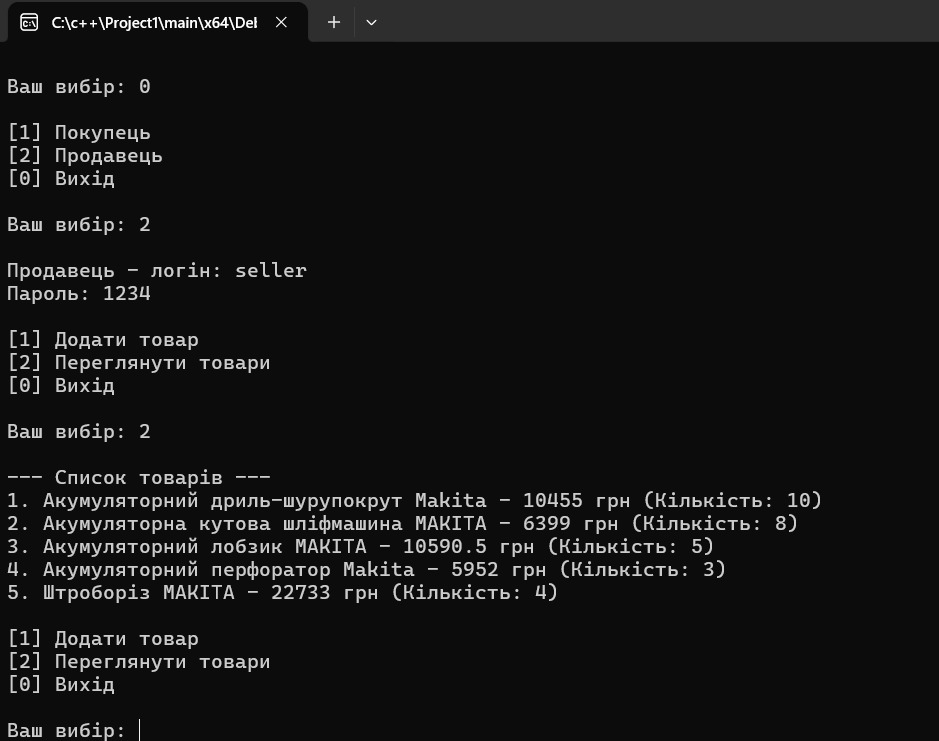 C:\c++\Project1\main\x64\Det
Ваш вибір: 0
[1] Покупець
[2] Продавець
[0] Вихід
Ваш вибір: 2
Продавець – логін: seller
Пароль: 1234
[1] Додати товар
[2] Переглянути товари
[0] Вихід
Ваш вибір: 2
--- Список товарів ---
1. Акумуляторний дриль-шурупокрут Makita – 10455 грн (Кількість: 10)
2. Акумуляторна кутова шліфмашина MAKITA – 6399 грн (Кількість: 8)
3. Акумуляторний лобзик MAKITA – 10590.5 грн (Кількість: 5)
4. Акумуляторний перфоратор Makita – 5952 грн (Кількість: 3)
5. Штроборіз MAKITA – 22733 грн (Кількість: 4)
[1] Додати товар
[2] Переглянути товари
[0] Вихід
Ваш вибір: